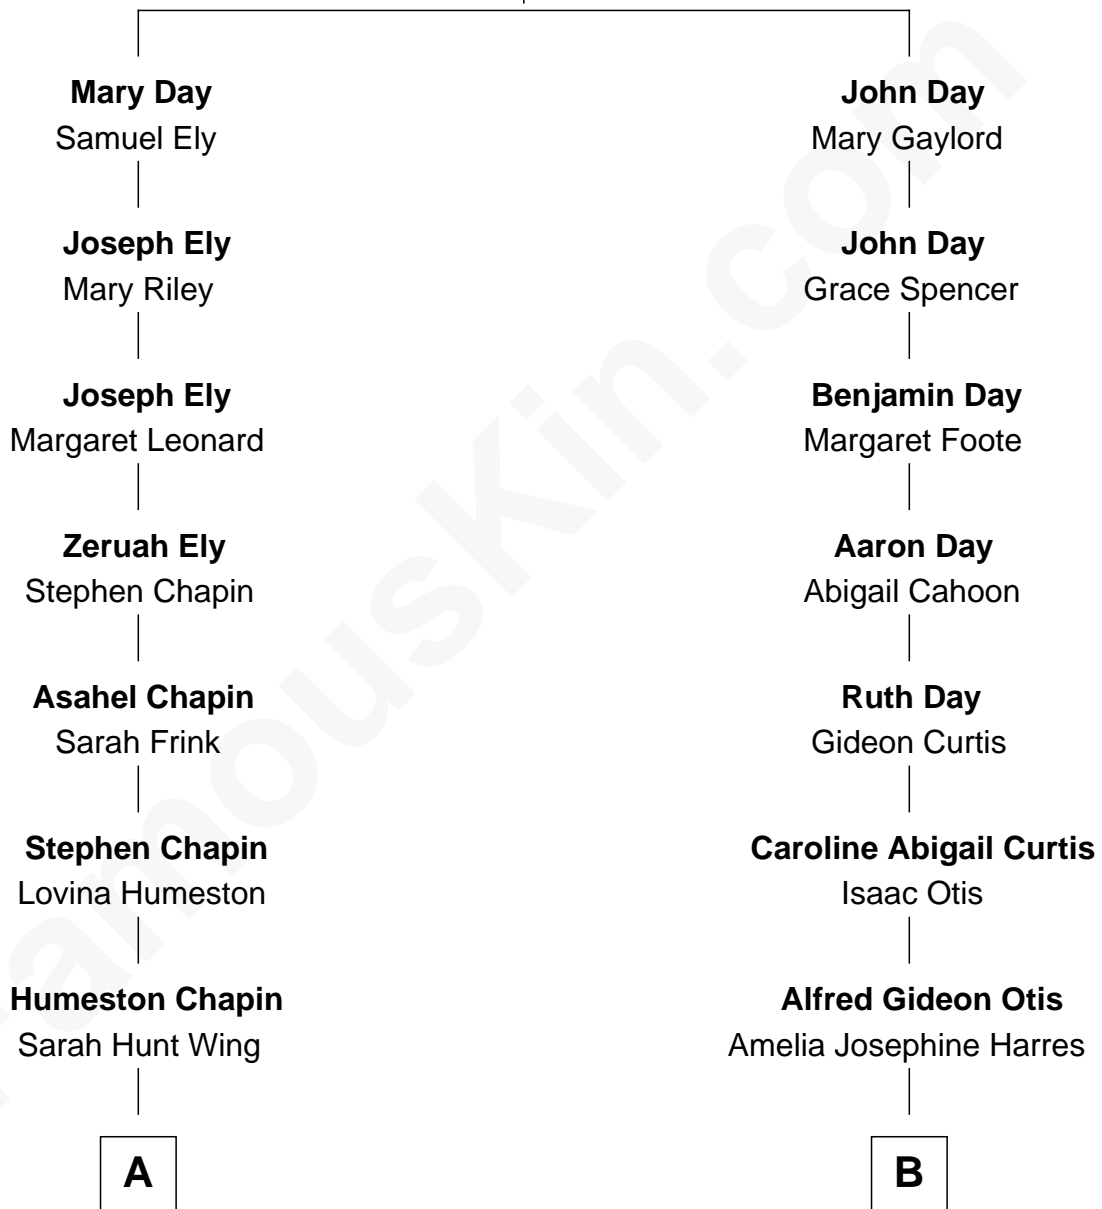 Mary Day
Samuel Ely
Joseph Ely
Mary Riley
Joseph Ely
Margaret Leonard
Zeruah Ely
Stephen Chapin
Asahel Chapin
Sarah Frink
Stephen Chapin
Lovina Humeston
Humeston Chapin
Sarah Hunt Wing
A
John Day
Mary Gaylord
John Day
Grace Spencer
Benjamin Day
Margaret Foote
Aaron Day
Abigail Cahoon
Ruth Day
Gideon Curtis
Caroline Abigail Curtis
Isaac Otis
Alfred Gideon Otis
Amelia Josephine Harres
B
FamousKin.com